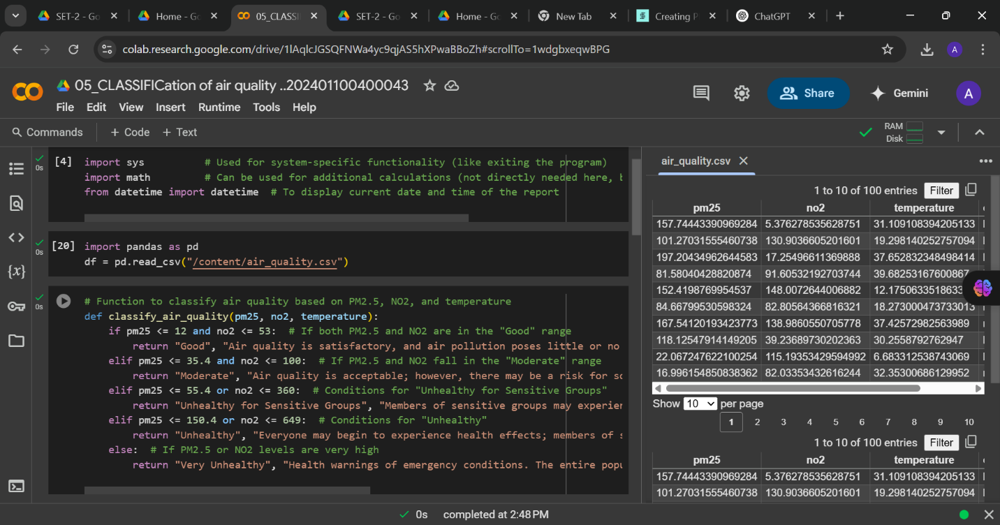 SET-2 - Go
Home - Go
05_CLASSIF
SET-2 - Go
Home - Go
New Tab
Creating P
ChatGPT
colab.research.google.com/drive/1lAqlcJGSQFNWa4yc9qjAS5hXPwaBBoZh#scrollTo=1wdgbxeqwBPG
A
CO
05_CLASSIFICation of air quality ..202401100400043
File Edit View Insert Runtime Tools Help
Share
Gemini
A
Commands + Code + Text
RAM
Disk
[4] import sys # Used for system-specific functionality (like exiting the program)
0s
import math # Can be used for additional calculations (not directly needed here,
from datetime import datetime # To display current date and time of the report
[20] import pandas as pd
0s
df = pd.read_csv("/content/air_quality.csv")
# Function to classify air quality based on PM2.5, NO2, and temperature
0s
def classify_air_quality(pm25, no2, temperature):
if pm25 <= 12 and no2 <= 53: # If both PM2.5 and NO2 are in the "Good" range
return "Good", "Air quality is satisfactory, and air pollution poses little or no
elif pm25 <= 35.4 and no2 <= 100: # If PM2.5 and NO2 fall in the "Moderate" range
return "Moderate", "Air quality is acceptable; however, there may be a risk for so
elif pm25 <= 55.4 or no2 <= 360: # Conditions for "Unhealthy for Sensitive Groups"
return "Unhealthy for Sensitive Groups", "Members of sensitive groups may experien
elif pm25 <= 150.4 or no2 <= 649: # Conditions for "Unhealthy"
return "Unhealthy", "Everyone may begin to experience health effects; members of s
else: # If PM2.5 or NO2 levels are very high
return "Very Unhealthy", "Health warnings of emergency conditions. The entire popu
air_quality.csv
1 to 10 of 100 entries Filter
pm25 no2 temperature
157.74443390969284 5.376278535628751 31.109108394205133
101.27031555460738 130.9036605201601 19.298140252757094
197.20434962644583 17.25496611369888 37.652832348498414
81.58040428820874 91.60532192703744 39.68253167600867
152.4198769954537 148.0072644006882 12.1750633518633
84.66799530598324 82.80564366816321 18.273000473733013
167.54120193423773 138.9860550705778 37.42572982563989
118.12547914149205 39.23689730202363 30.2558792762947
22.067247622100254 115.19353429594992 6.683312538743069
16.996154850838362 82.03353432616244 32.35300686129952
Show 10 per page
1 2 3 4 5 6 7 8 9 10
1 to 10 of 100 entries Filter
pm25 no2 temperature
157.74443390969284 5.376278535628751 31.109108394205133
101.27031555460738 130.9036605201601 19.298140252757094
0s completed at 2:48 PM